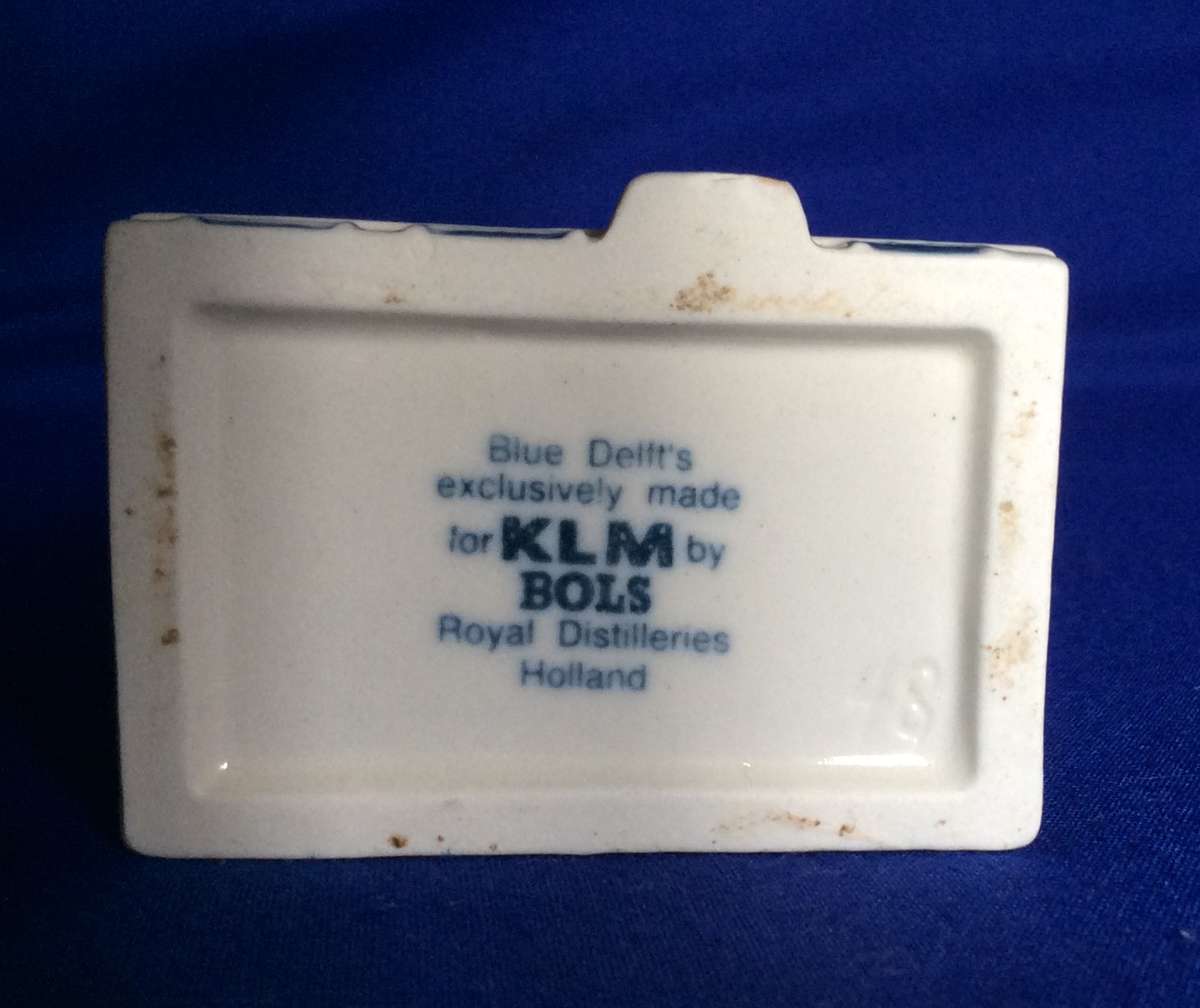 Blue Delft's
exclusively made
for KLM by
BOLS
Royal Distilleries
Holland